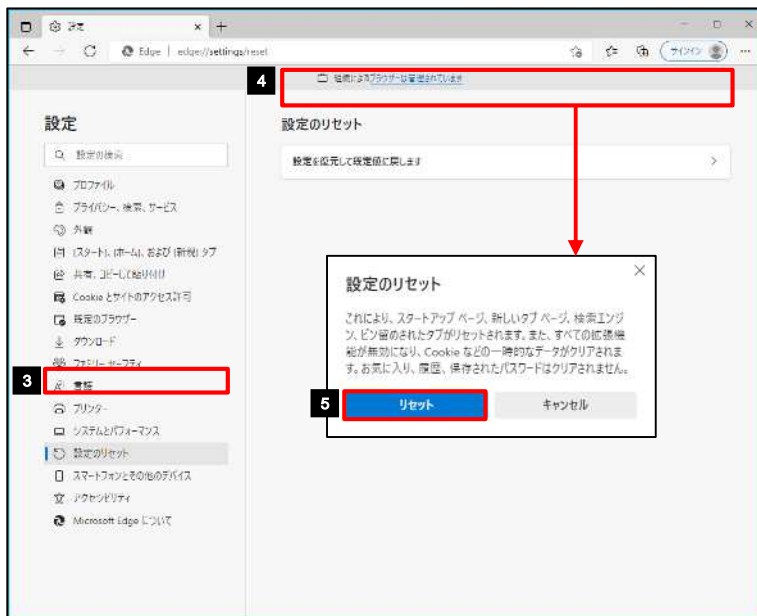 設定
Edge | edge://settings/reset
サインイン
4
組織によるブラウザーは管理されています
設定
設定のリセット
設定の検索
設定を復元して既定値に戻します
プロファイル
プライバシー、検索、サービス
外観
[スタート]、[ホーム]、および [新規] タブ
共有、コピーして貼り付け
Cookie とサイトのアクセス許可
既定のブラウザー
ダウンロード
ファミリー セーフティ
3
言語
プリンター
システムとパフォーマンス
設定のリセット
スマートフォンとその他のデバイス
アクセシビリティ
Microsoft Edge について
設定のリセット
これにより、スタートアップ ページ、新しいタブ ページ、検索エンジ
ン、ピン留めされたタブがリセットされます。また、すべての拡張機
能が無効になり、Cookie などの一時的なデータがクリアされま
す。お気に入り、履歴、保存されたパスワードはクリアされません。
5
リセット
キャンセル